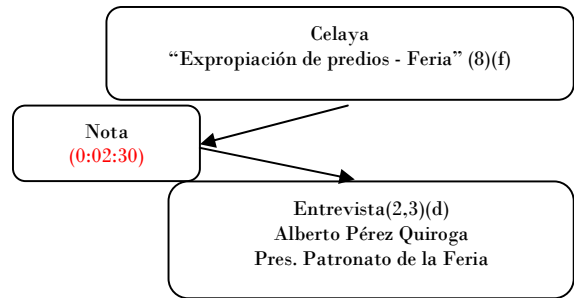 Celaya
“Expropiación de predios - Feria” (8)(f)
Nota
(0:02:30)
Entrevista(2,3)(d)
Alberto Pérez Quiroga
Pres. Patronato de la Feria